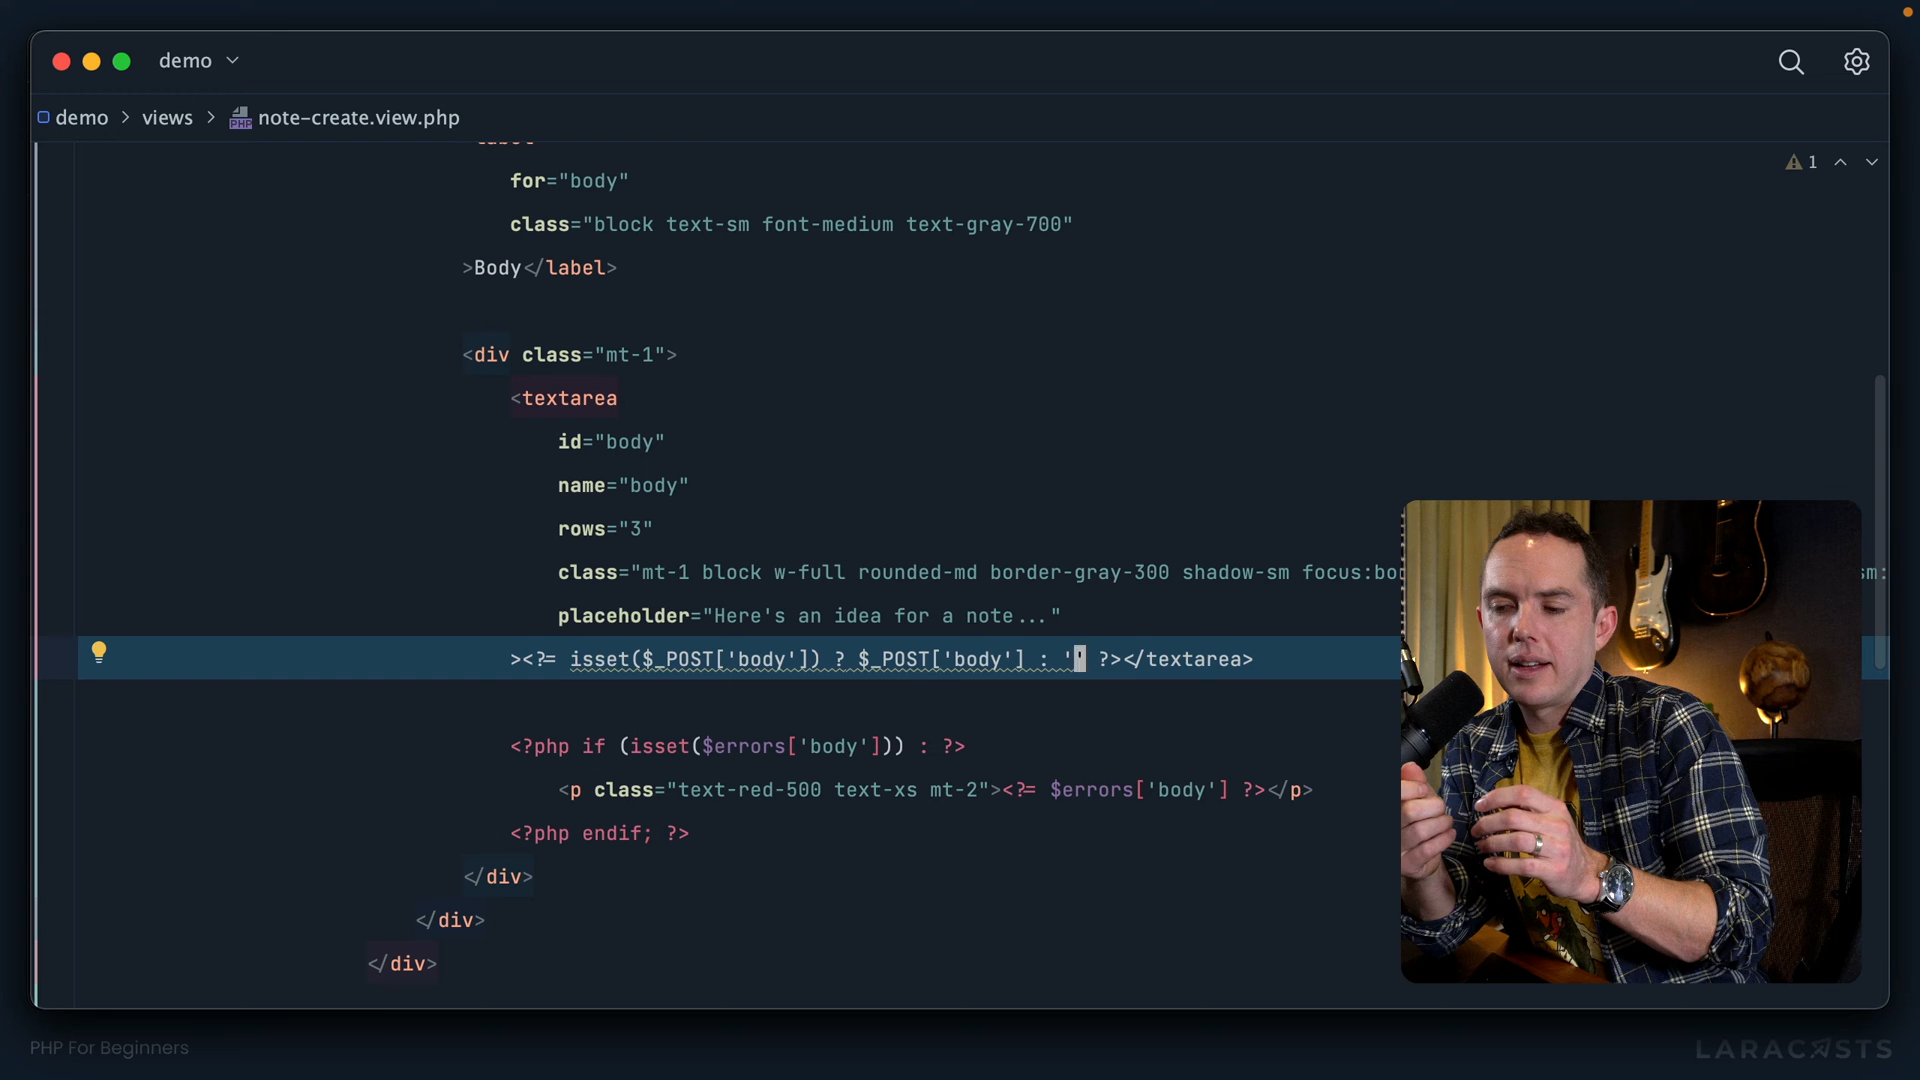 demo
demo > views > note-create.view.php
1
for="body"
class="block text-sm font-medium text-gray-700"
>Body</label>
<div class="mt-1">
<textarea
id="body"
name="body"
rows="3"
class="mt-1 block w-full rounded-md border-gray-300 shadow-sm focus:bo
sm:
placeholder="Here's an idea for a note..."
><?= isset($_POST['body']) ? $_POST['body'] : '' ?></textarea>
<?php if (isset($errors['body'])) : ?>
<p class="text-red-500 text-xs mt-2"><?= $errors['body'] ?></p>
<?php endif; ?>
</div>
</div>
</div>
PHP For Beginners
LARACASTS